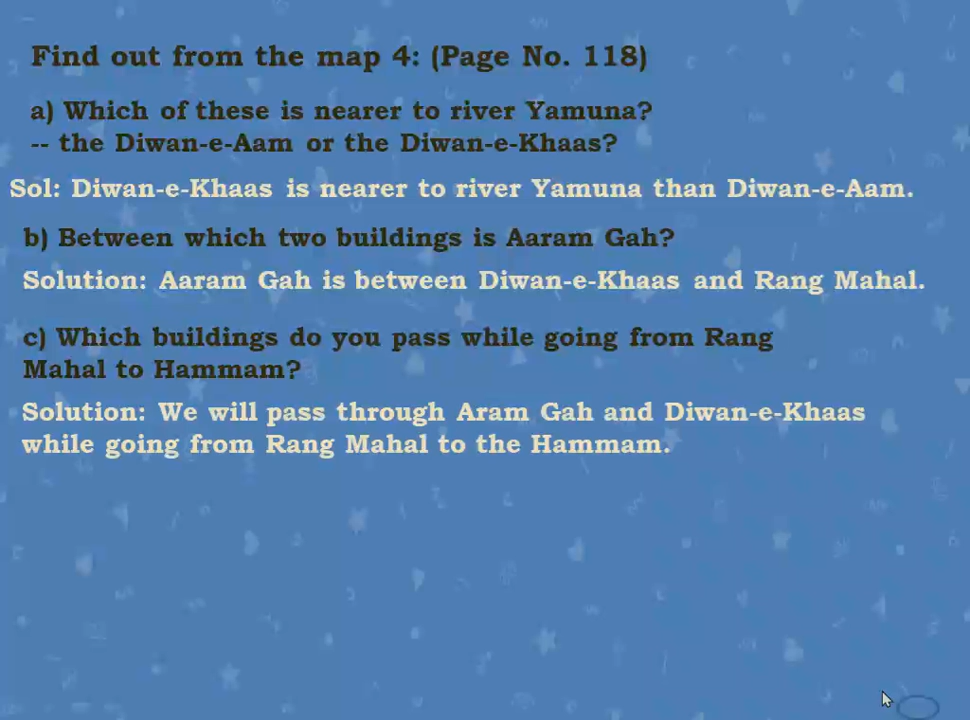 Find out from the map 4: (Page No. 118)
a) Which of these is nearer to river Yamuna?
-- the Diwan-e-Aam or the Diwan-e-Khaas?
Sol: Diwan-e-Khaas is nearer to river Yamuna than Diwan-e-Aam.
b) Between which two buildings is Aaram Gah?
Solution: Aaram Gah is between Diwan-e-Khaas and Rang Mahal.
c) Which buildings do you pass while going from Rang
Mahal to Hammam?
Solution: We will pass through Aram Gah and Diwan-e-Khaas
while going from Rang Mahal to the Hammam.